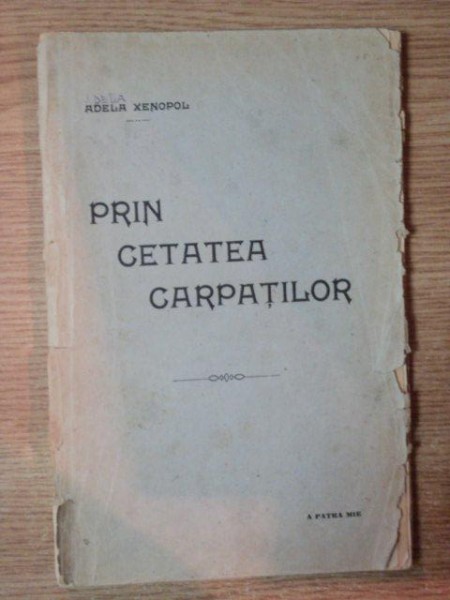 ADELA XENOPOL
PRIN
CETATEA
CARPAȚILOR
A PATRA MIE